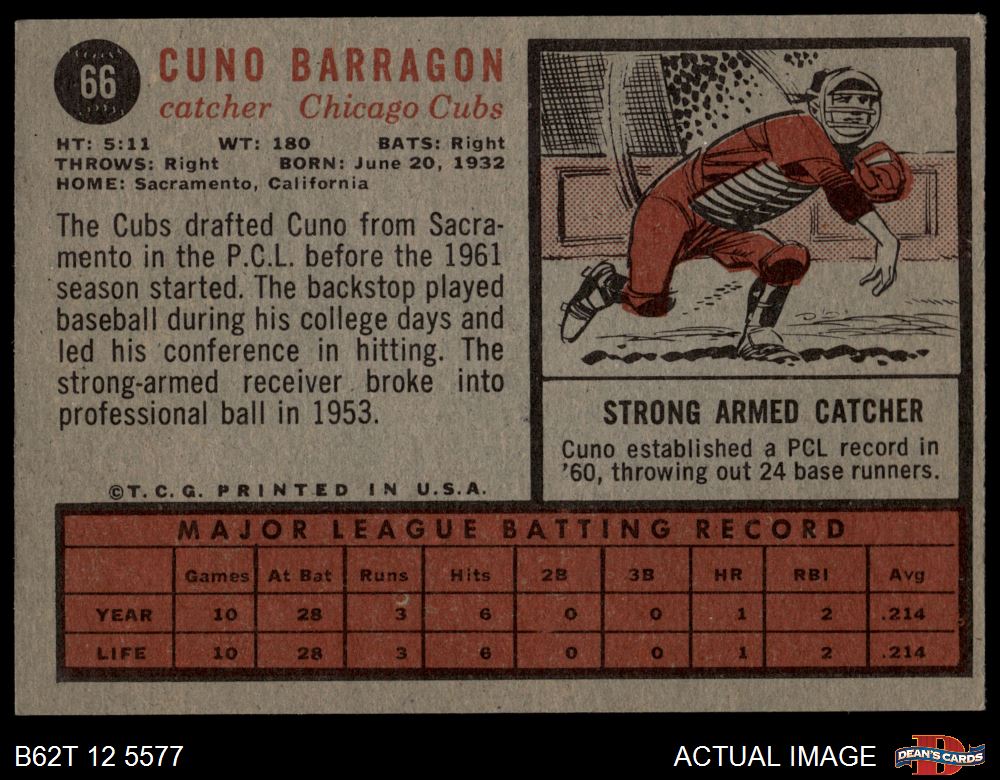 66
CUNO BARRAGON
catcher Chicago Cubs
HT: 5:11 WT: 180 BATS: Right
THROWS: Right BORN: June 20, 1932
HOME: Sacramento, California
The Cubs drafted Cuno from Sacra-
mento in the P.C.L. before the 1961
season started. The backstop played
baseball during his college days and
led his conference in hitting. The
strong-armed receiver broke into
professional ball in 1953.
©T.C.G. PRINTED IN U.S.A.
STRONG ARMED CATCHER
Cuno established a PCL record in
'60, throwing out 24 base runners.
MAJOR LEAGUE BATTING RECORD
Games At Bat Runs Hits 2B 3B HR RBI Avg
YEAR 10 28 3 6 0 0 1 2 .214
LIFE 10 28 3 6 0 0 1 2 .214
B62T 12 5577 ACTUAL IMAGE DEAN'S CARDS